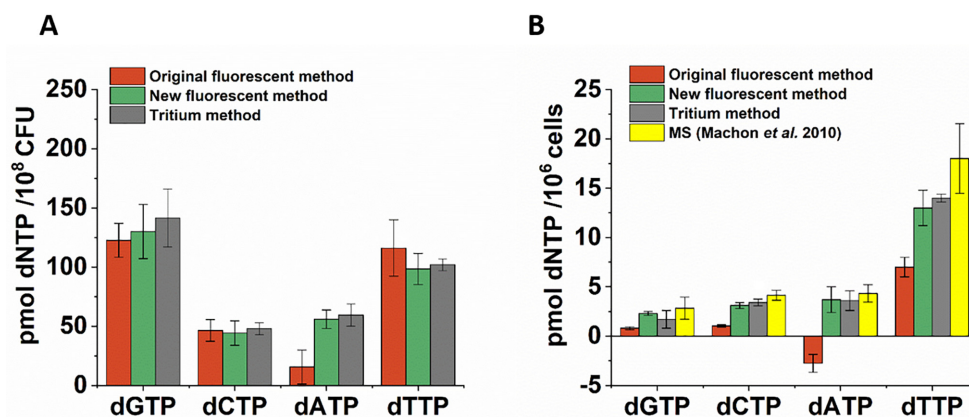 A
pmol dNTP /10⁸ CFU
250
200
150
100
50
0
Original fluorescent method
New fluorescent method
Tritium method
dGTP dCTP dATP dTTP
B
pmol dNTP /10⁶ cells
25
20
15
10
5
0
-5
Original fluorescent method
New fluorescent method
Tritium method
MS (Machon et al. 2010)
dGTP dCTP dATP dTTP